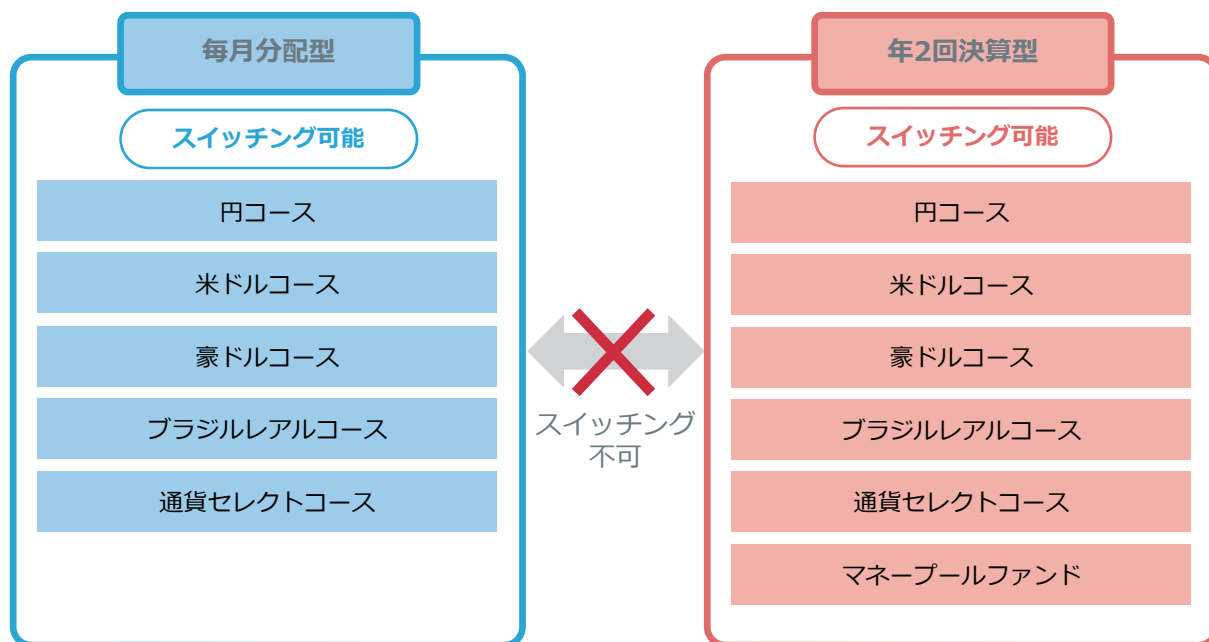 毎月分配型
スイッチング可能
円コース
米ドルコース
豪ドルコース
ブラジルレアルコース
通貨セレクトコース
スイッチング
不可
年2回決算型
スイッチング可能
円コース
米ドルコース
豪ドルコース
ブラジルレアルコース
通貨セレクトコース
マネープールファンド